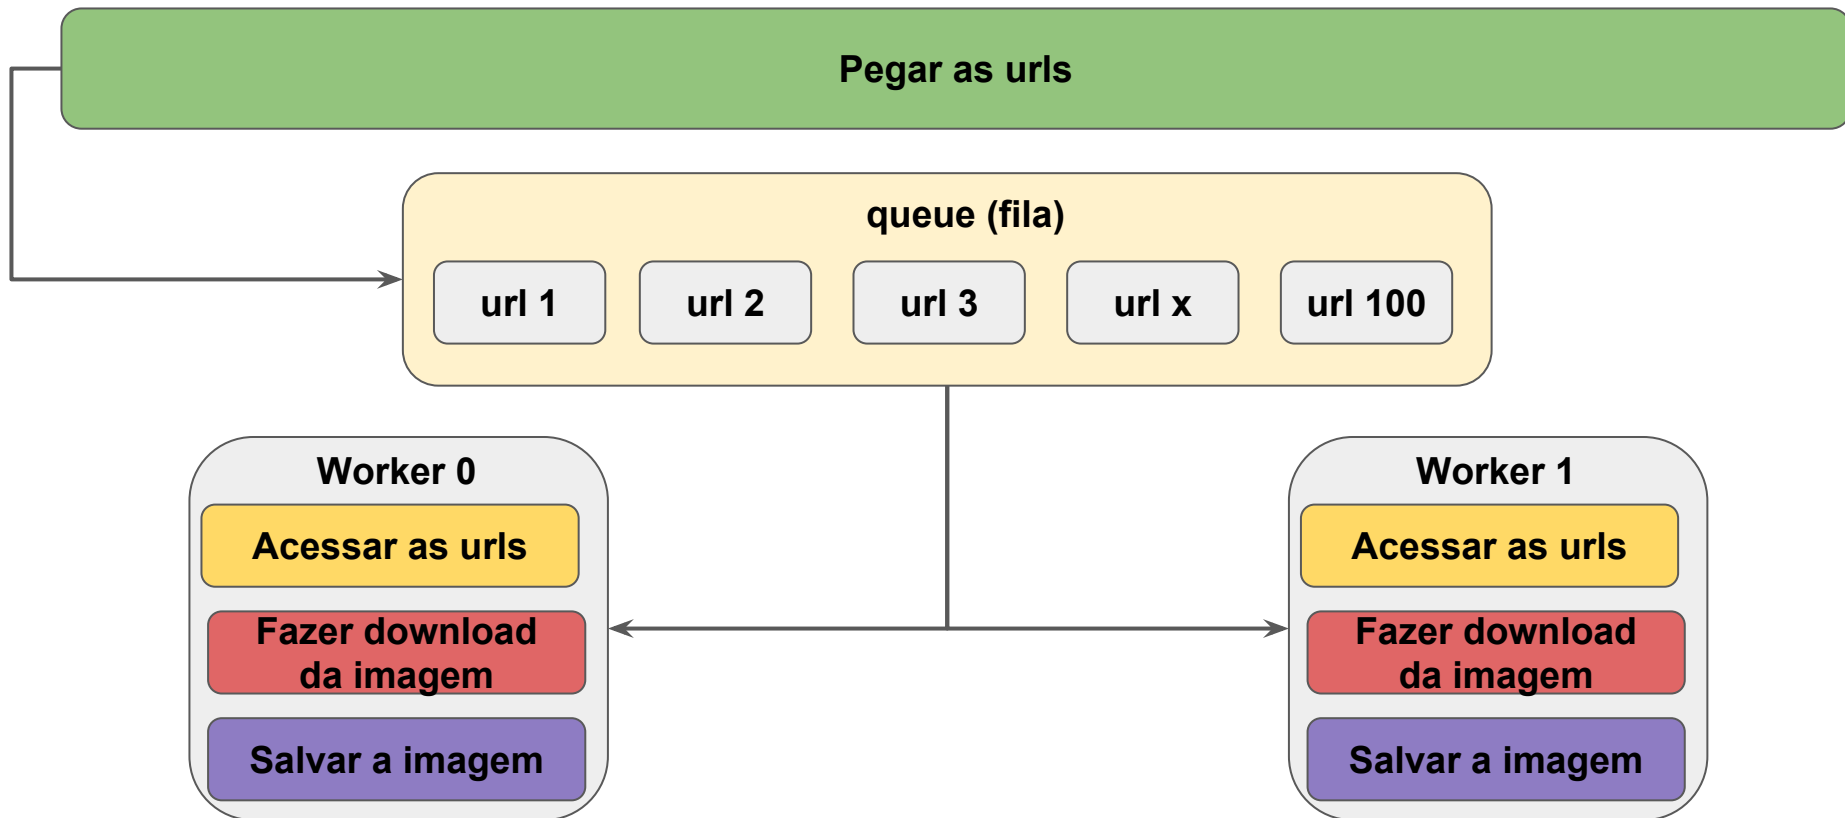 Pegar as urls
queue (fila)
url 1
url 2
url 3
url x
url 100
Worker 0
Acessar as urls
Fazer download
da imagem
Salvar a imagem
Worker 1
Acessar as urls
Fazer download
da imagem
Salvar a imagem